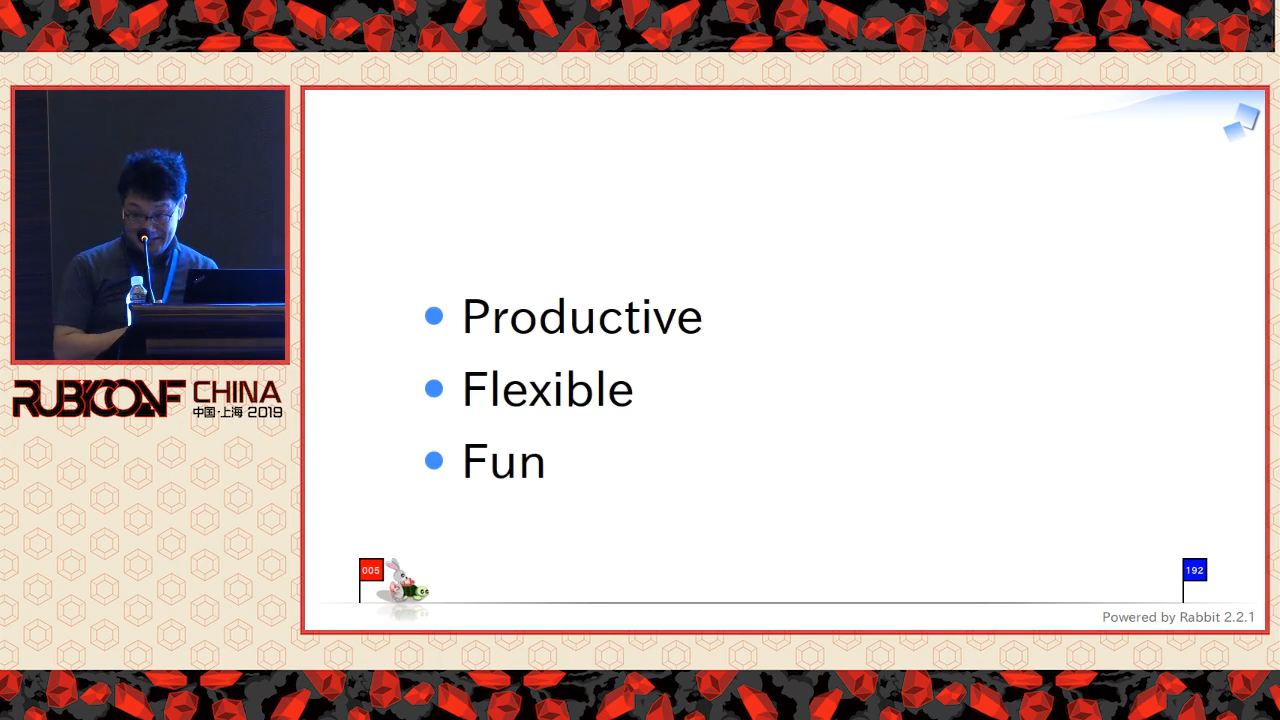 RUBYCONF CHINA
中国·上海 2019
Productive
Flexible
Fun
005
192
Powered by Rabbit 2.2.1